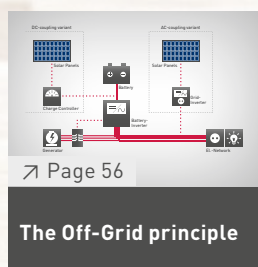 DC-coupling variant
AC-coupling variant
Solar Panels
Solar Panels
Battery
Charge Controller
Battery-
Inverter
Grid-
Inverter
Generator
El.-Network
↗ Page 56
The Off-Grid principle